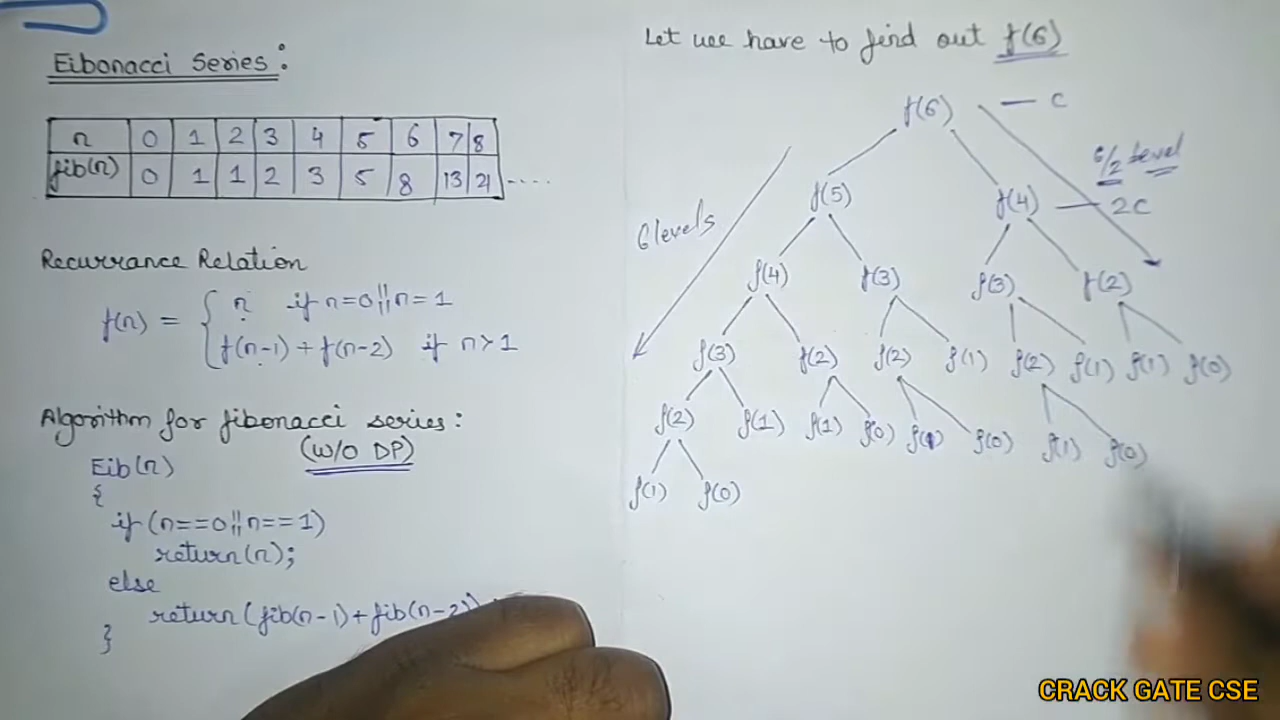 Fibonacci Series:
n 0 1 2 3 4 5 6 7 8
fib(n) 0 1 1 2 3 5 8 13 21 ....
Recurrance Relation
f(n) = { n if n=0||n=1
f(n-1)+f(n-2) if n>1
Algorithm for fibonacci series:
(W/O DP)
Fib(n)
{
if(n==0||n==1)
return(n);
else
return(fib(n-1)+fib(n-2))
}
Let we have to find out f(6)
f(6) — C
6/2 level
f(5) f(4) — 2C
6 levels
f(4) f(3) f(3) f(2)
f(3) f(2) f(2) f(1) f(2) f(1) f(1) f(0)
f(2) f(1) f(1) f(0) f(1) f(0) f(1) f(0)
f(1) f(0)
CRACK GATE CSE